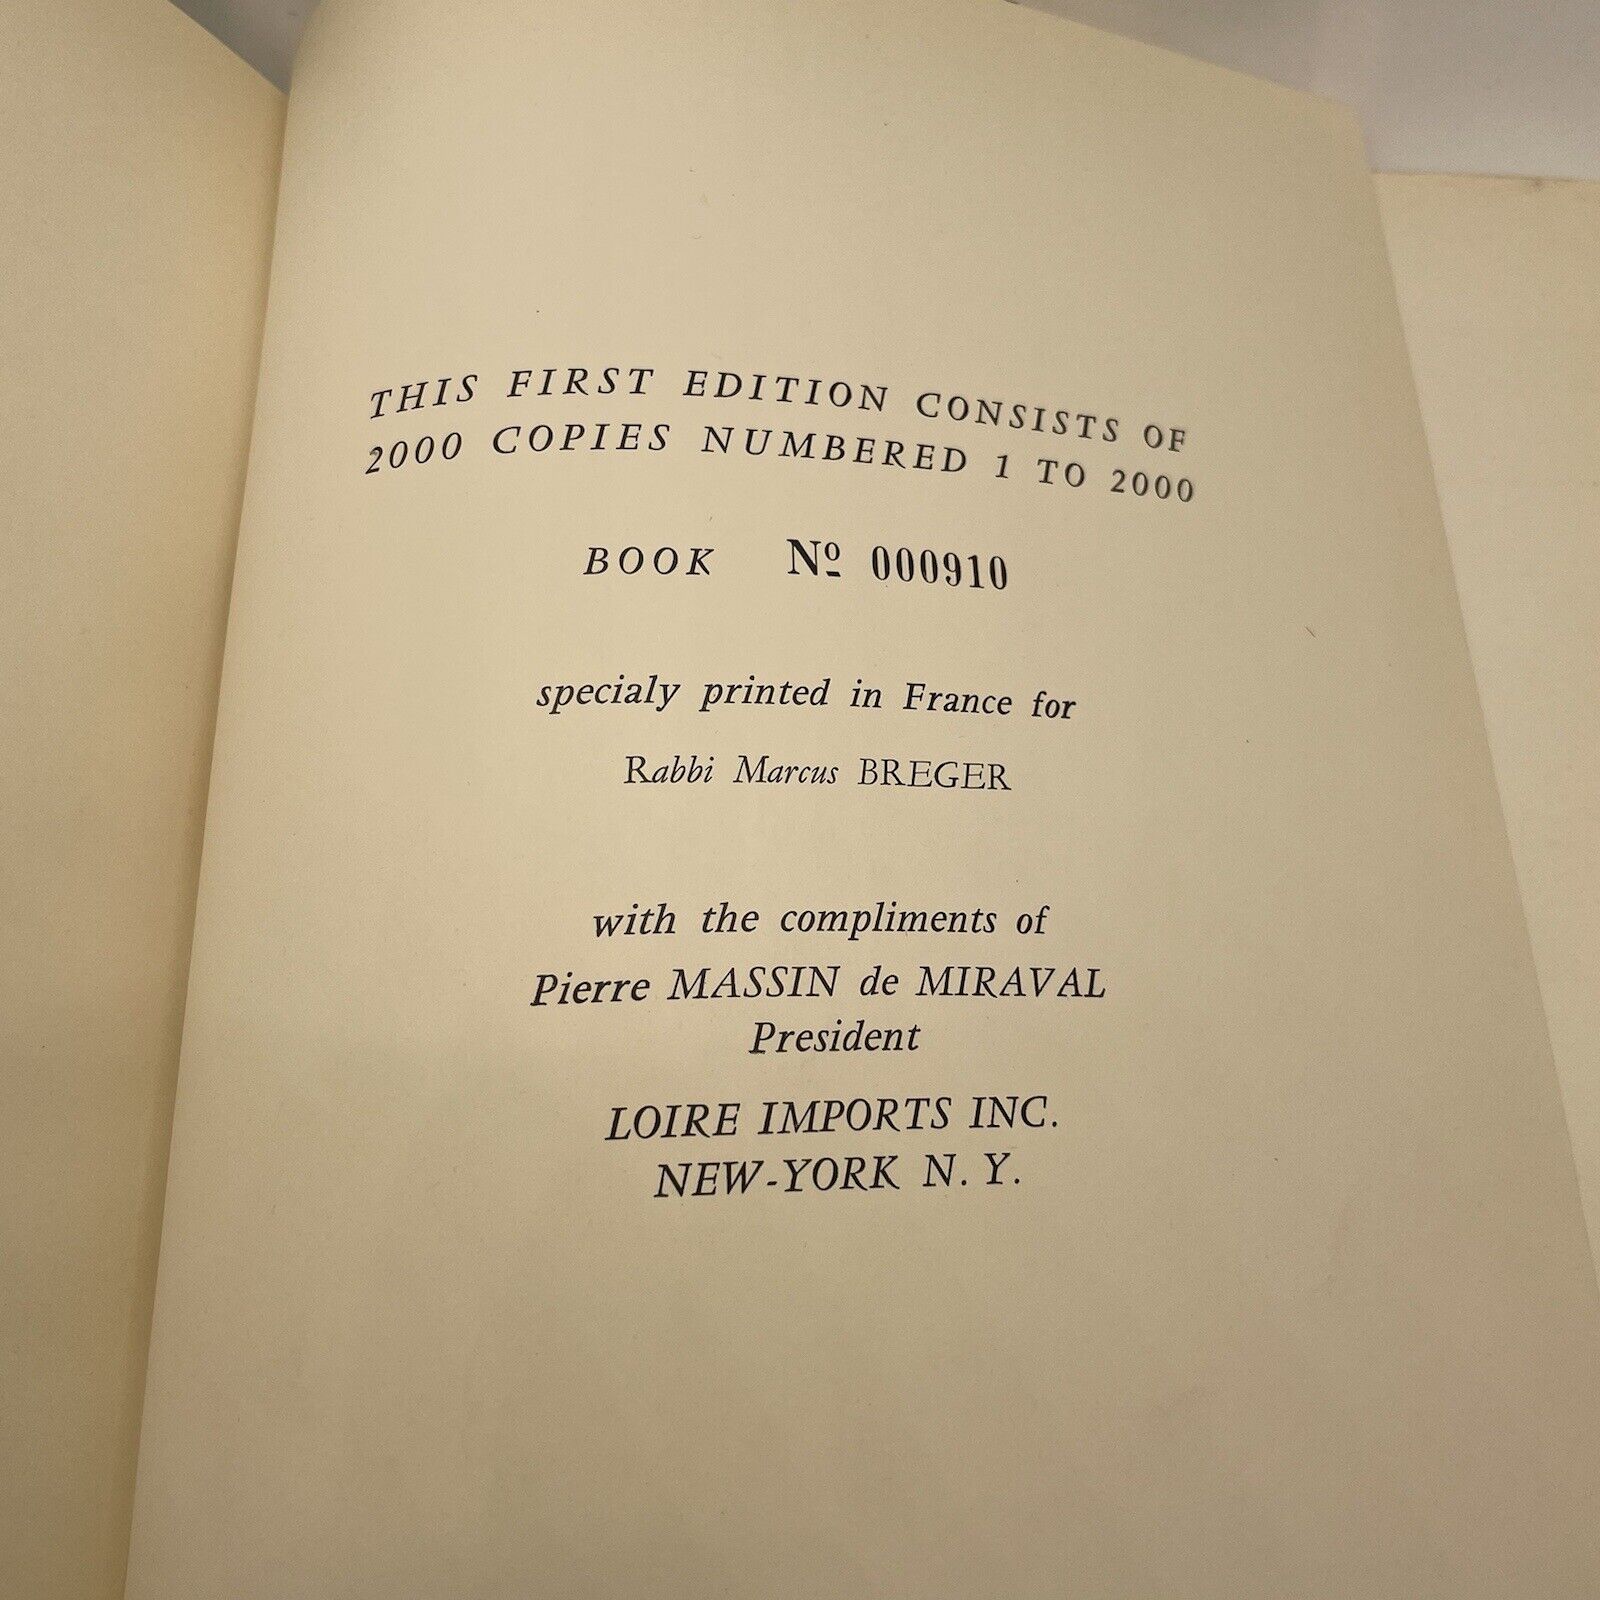 THIS FIRST EDITION CONSISTS OF
2000 COPIES NUMBERED 1 TO 2000
BOOK Nº 000910
specialy printed in France for
Rabbi Marcus BREGER
with the compliments of
Pierre MASSIN de MIRAVAL
President
LOIRE IMPORTS INC.
NEW-YORK N. Y.